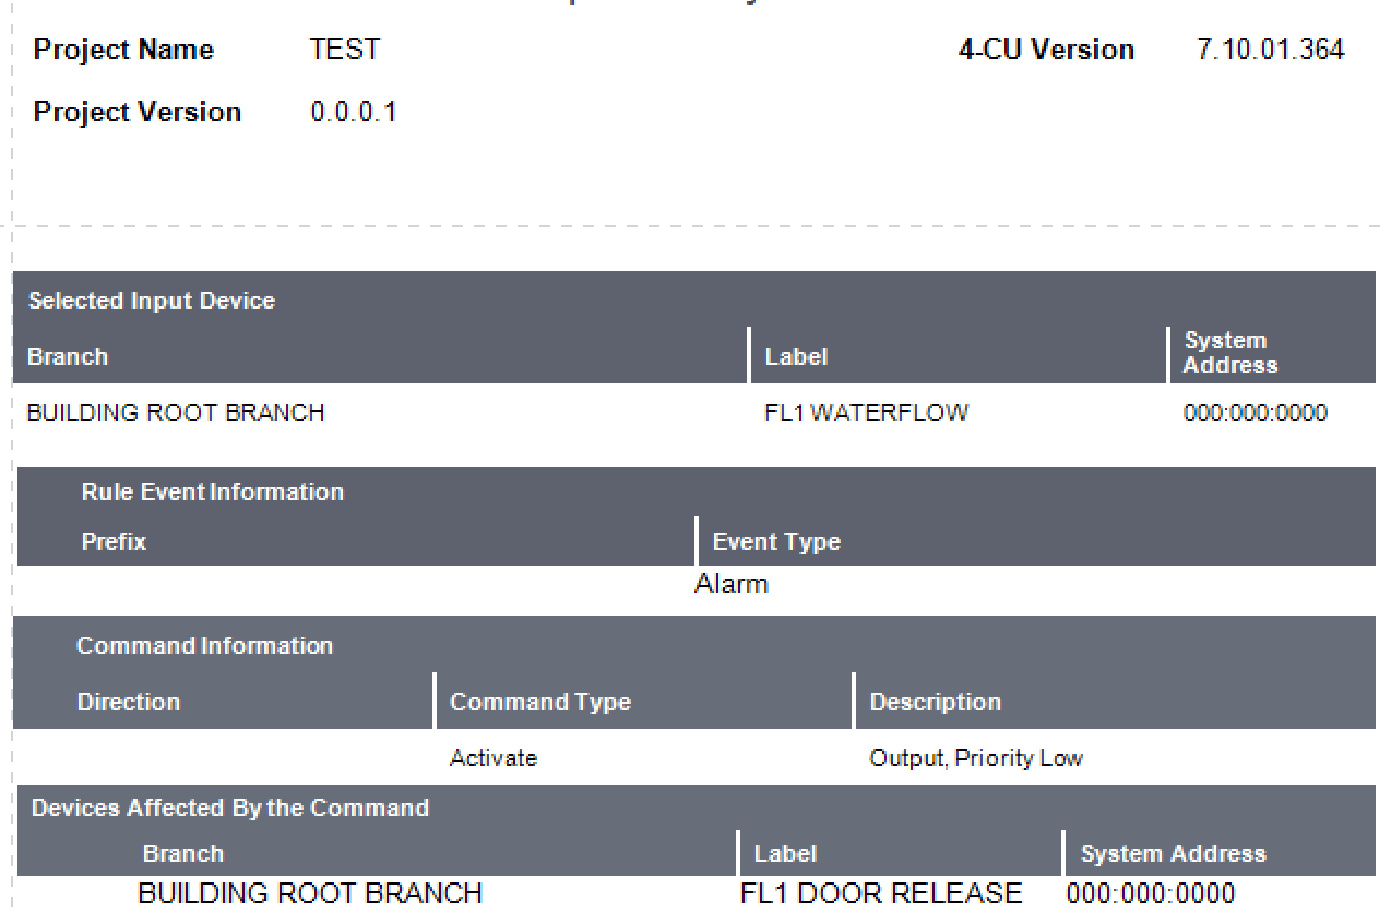 Project Name TEST 4-CU Version 7.10.01.364
Project Version 0.0.0.1
Selected Input Device
Branch Label System Address
BUILDING ROOT BRANCH FL1 WATERFLOW 000:000:0000
Rule Event Information
Prefix Event Type
Alarm
Command Information
Direction Command Type Description
Activate Output, Priority Low
Devices Affected By the Command
Branch Label System Address
BUILDING ROOT BRANCH FL1 DOOR RELEASE 000:000:0000